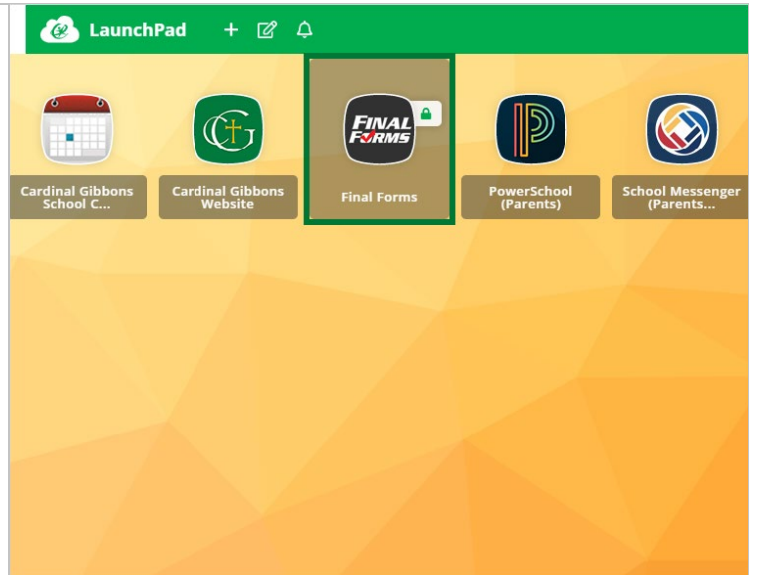 LaunchPad
FINAL
FORMS
Cardinal Gibbons
School C...
Cardinal Gibbons
Website
Final Forms
PowerSchool
(Parents)
School Messenger
(Parents...